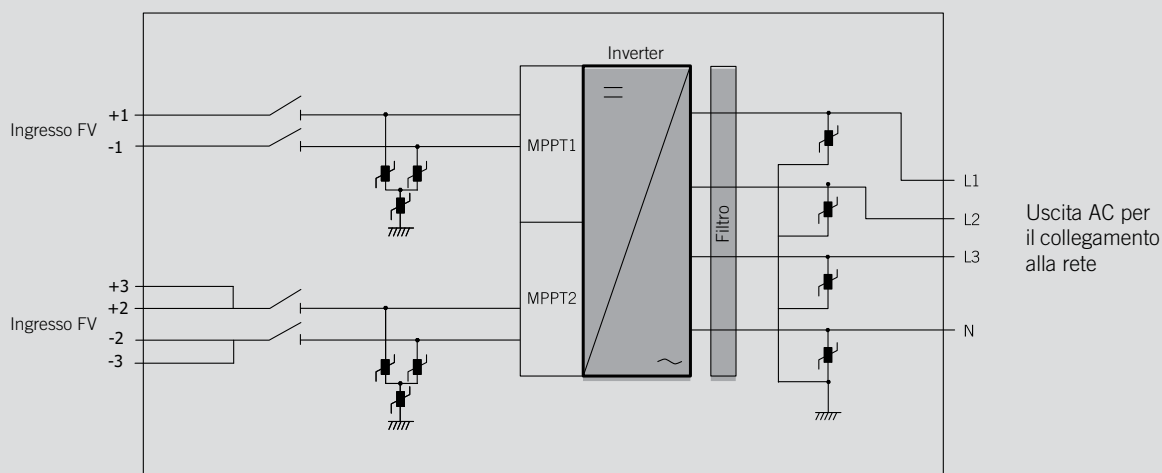 Inverter
Ingresso FV
+1
-1
MPPT1
Ingresso FV
+3
+2
-2
-3
MPPT2
Filtro
L1
L2
L3
N
Uscita AC per
il collegamento
alla rete